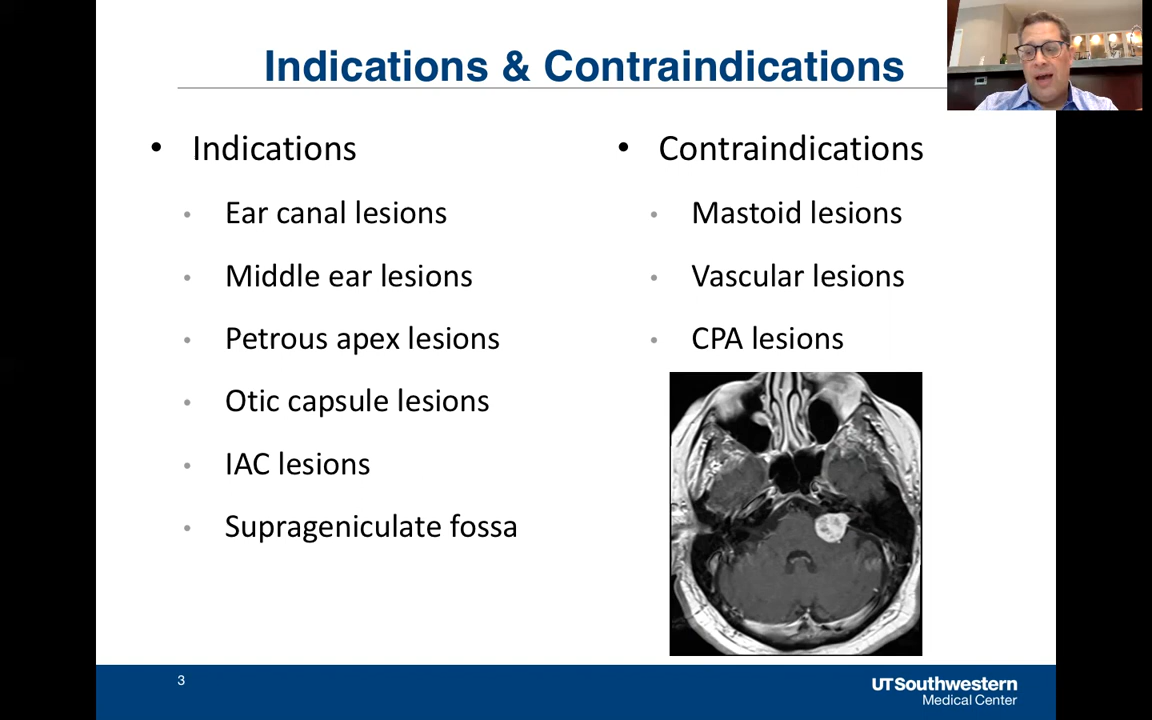 Indications & Contraindications
• Indications
• Ear canal lesions
• Middle ear lesions
• Petrous apex lesions
• Otic capsule lesions
• IAC lesions
• Suprageniculate fossa
• Contraindications
• Mastoid lesions
• Vascular lesions
• CPA lesions
3
UTSouthwestern
Medical Center